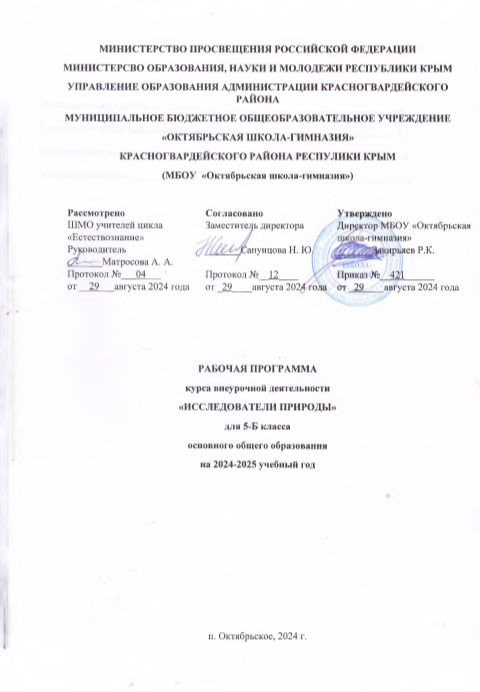 МИНИСТЕРСТВО ПРОСВЕЩЕНИЯ РОССИЙСКОЙ ФЕДЕРАЦИИ
МИНИСТЕРСВО ОБРАЗОВАНИЯ, НАУКИ И МОЛОДЕЖИ РЕСПУБЛИКИ КРЫМ
УПРАВЛЕНИЕ ОБРАЗОВАНИЯ АДМИНИСТРАЦИИ КРАСНОГВАРДЕЙСКОГО
РАЙОНА
МУНИЦИПАЛЬНОЕ БЮДЖЕТНОЕ ОБЩЕОБРАЗОВАТЕЛЬНОЕ УЧРЕЖДЕНИЕ
«ОКТЯБРЬСКАЯ ШКОЛА-ГИМНАЗИЯ»
КРАСНОГВАРДЕЙСКОГО РАЙОНА РЕСПУЛИКИ КРЫМ
(МБОУ «Октябрьская школа-гимназия»)
Рассмотрено
ШМО учителей цикла
«Естествознание»
Руководитель
Матросова А. А.
Протокол № 04
от 29 августа 2024 года
Согласовано
Заместитель директора
Сапунцова Н. Ю.
Протокол № 12
от 29 августа 2024 года
Утверждено
Директор МБОУ «Октябрьская
школа-гимназия»
Р.К.
Приказ № 421
от 29 августа 2024 года
РАБОЧАЯ ПРОГРАММА
курса внеурочной деятельности
«ИССЛЕДОВАТЕЛИ ПРИРОДЫ»
для 5-Б класса
основного общего образования
на 2024-2025 учебный год
п. Октябрьское, 2024 г.